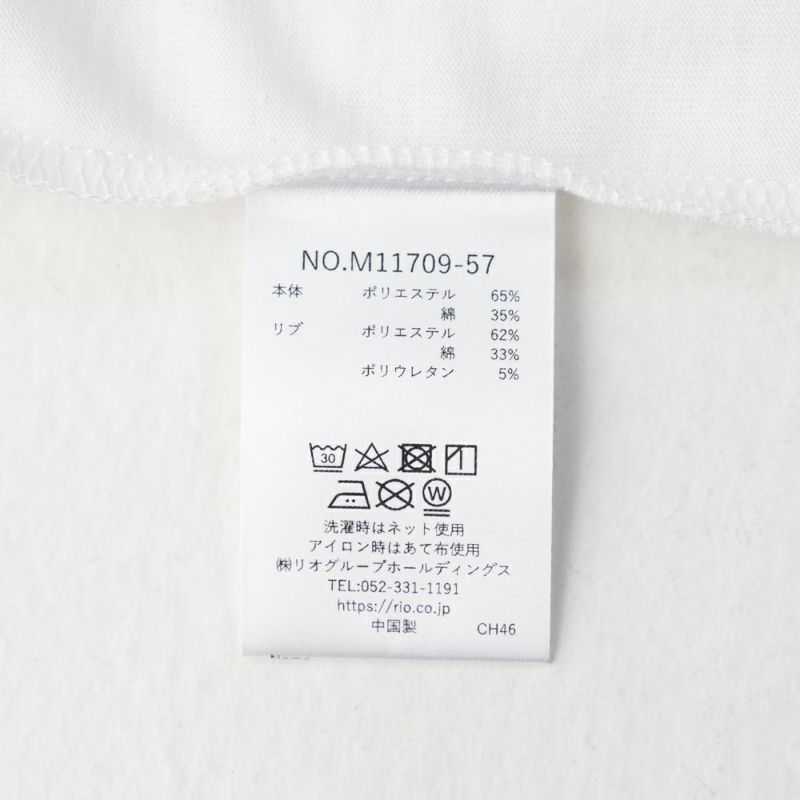 NO.M11709-57
本体 ポリエステル 65%
綿 35%
リブ ポリエステル 62%
綿 33%
ポリウレタン 5%
30
W
洗濯時はネット使用
アイロン時はあて布使用
㈱リオグループホールディングス
TEL:052-331-1191
https://rio.co.jp
中国製 CH46